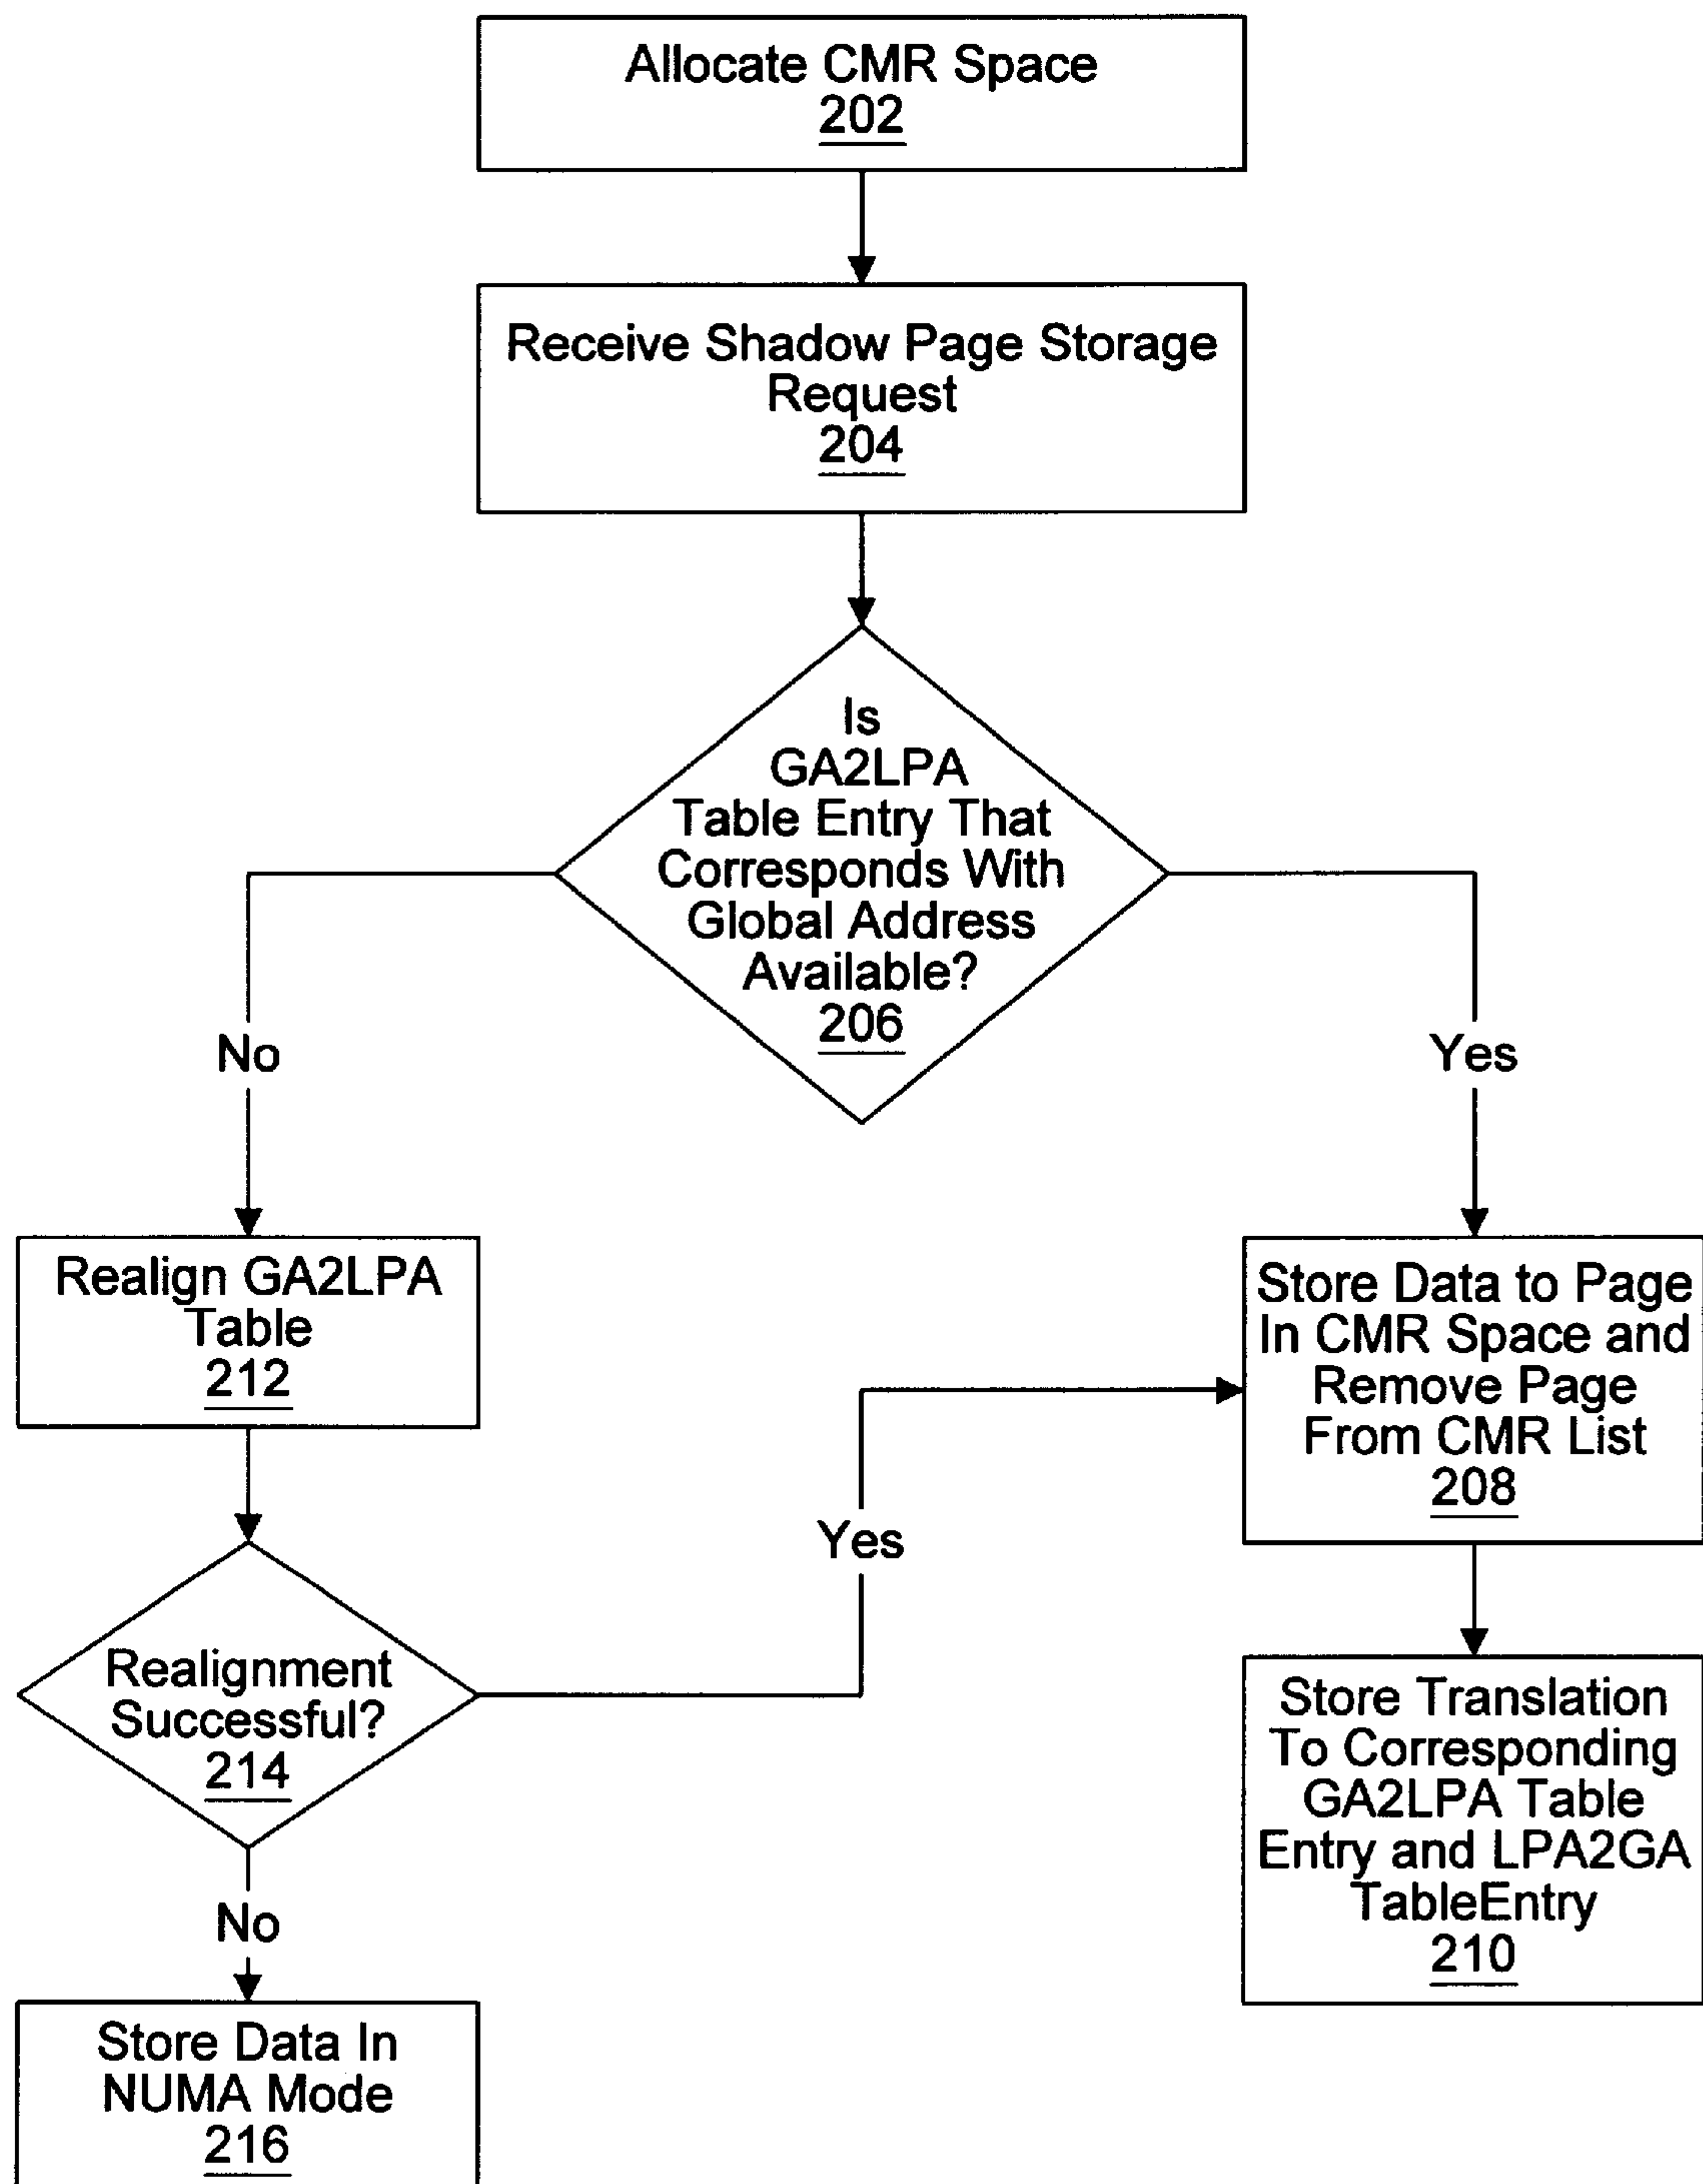 Allocate CMR Space
202
Receive Shadow Page Storage
Request
204
Is
GA2LPA
Table Entry That
Corresponds With
Global Address
Available?
206
No
Yes
Realign GA2LPA
Table
212
Store Data to Page
In CMR Space and
Remove Page
From CMR List
208
Yes
Realignment
Successful?
214
Store Translation
To Corresponding
GA2LPA Table
Entry and LPA2GA
TableEntry
210
No
Store Data In
NUMA Mode
216